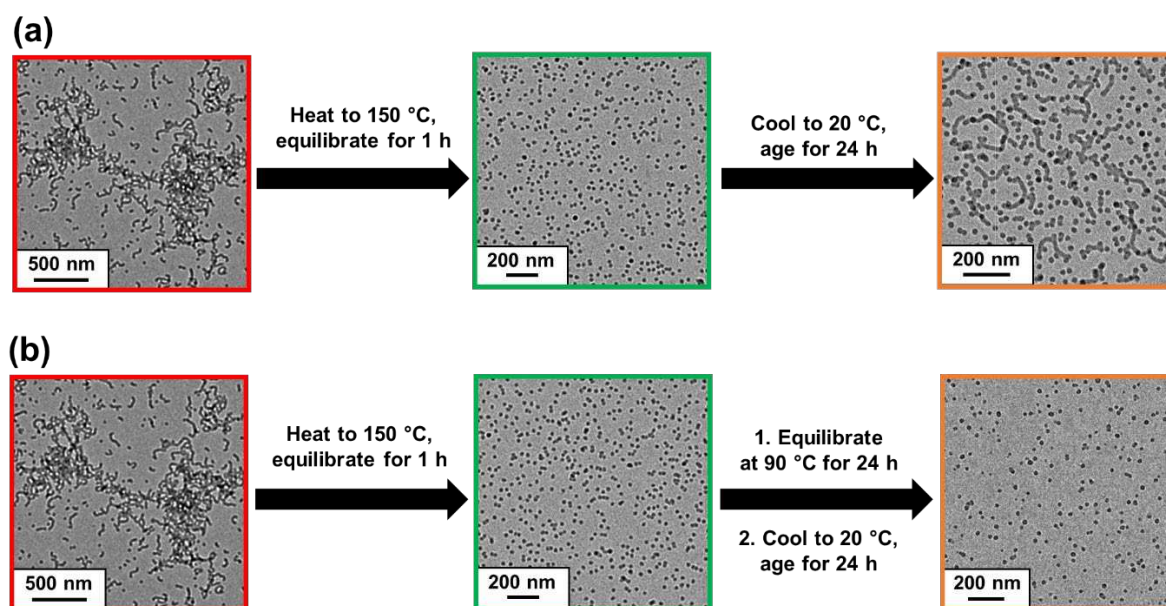 (a)
Heat to 150 °C,
equilibrate for 1 h
Cool to 20 °C,
age for 24 h
500 nm
200 nm
200 nm
(b)
Heat to 150 °C,
equilibrate for 1 h
1. Equilibrate
at 90 °C for 24 h
2. Cool to 20 °C,
age for 24 h
500 nm
200 nm
200 nm